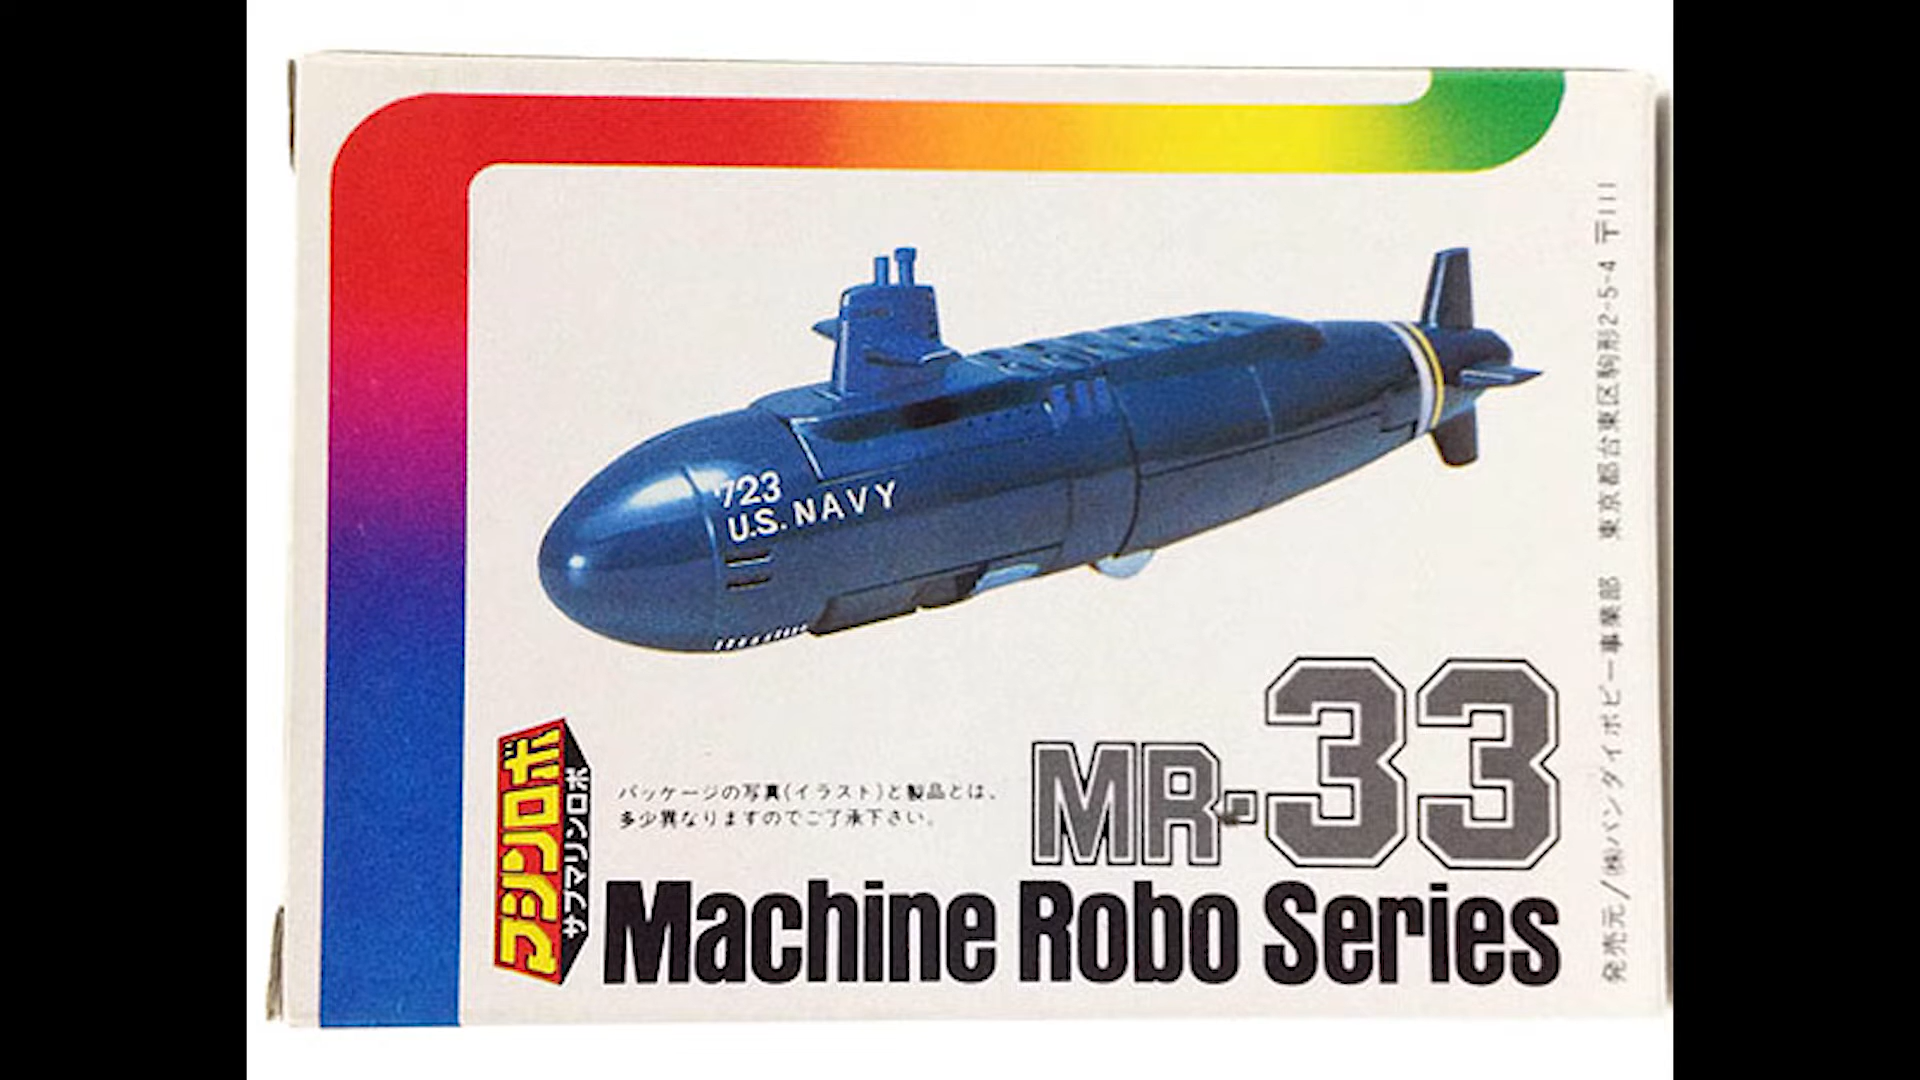 723
U.S. NAVY
MR-33
マシンロボ
サブマリンロボ
パッケージの写真(イラスト)と製品とは、
多少異なりますのでご了承下さい。
Machine Robo Series
発売元/(株)バンダイポピー事業部 東京都台東区駒形2-5-4 〒111